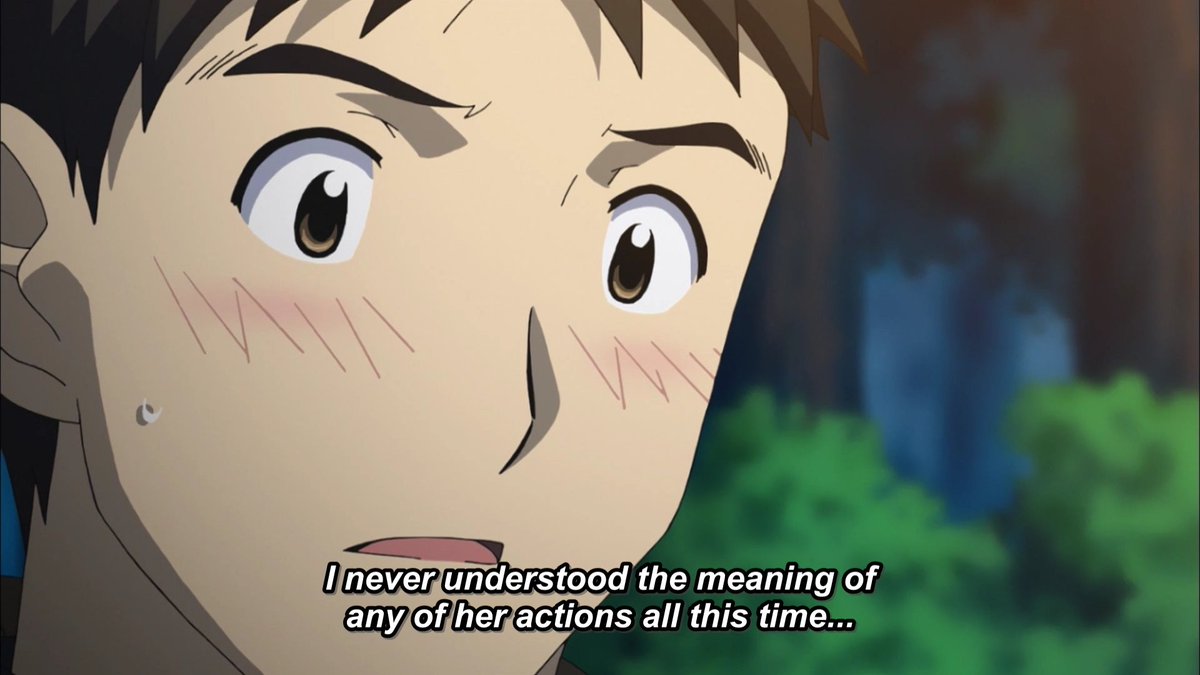 I never understood the meaning of
any of her actions all this time...